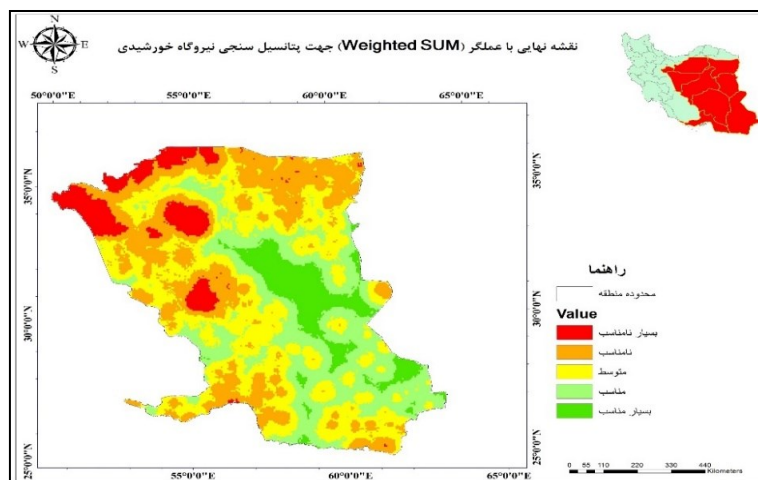 نقشه نهایی با عملگر (Weighted SUM) جهت پتانسیل سنجی نیروگاه خورشیدی
N
W E
S
50°0'0"E 55°0'0"E 60°0'0"E 65°0'0"E
35°0'0"N 35°0'0"N
30°0'0"N 30°0'0"N
25°0'0"N 25°0'0"N
55°0'0"E 60°0'0"E 65°0'0"E
راهنما
محدوده منطقه
Value
بسیار نامناسب
نامناسب
متوسط
مناسب
بسیار مناسب
0 55 110 220 330 440
Kilometers